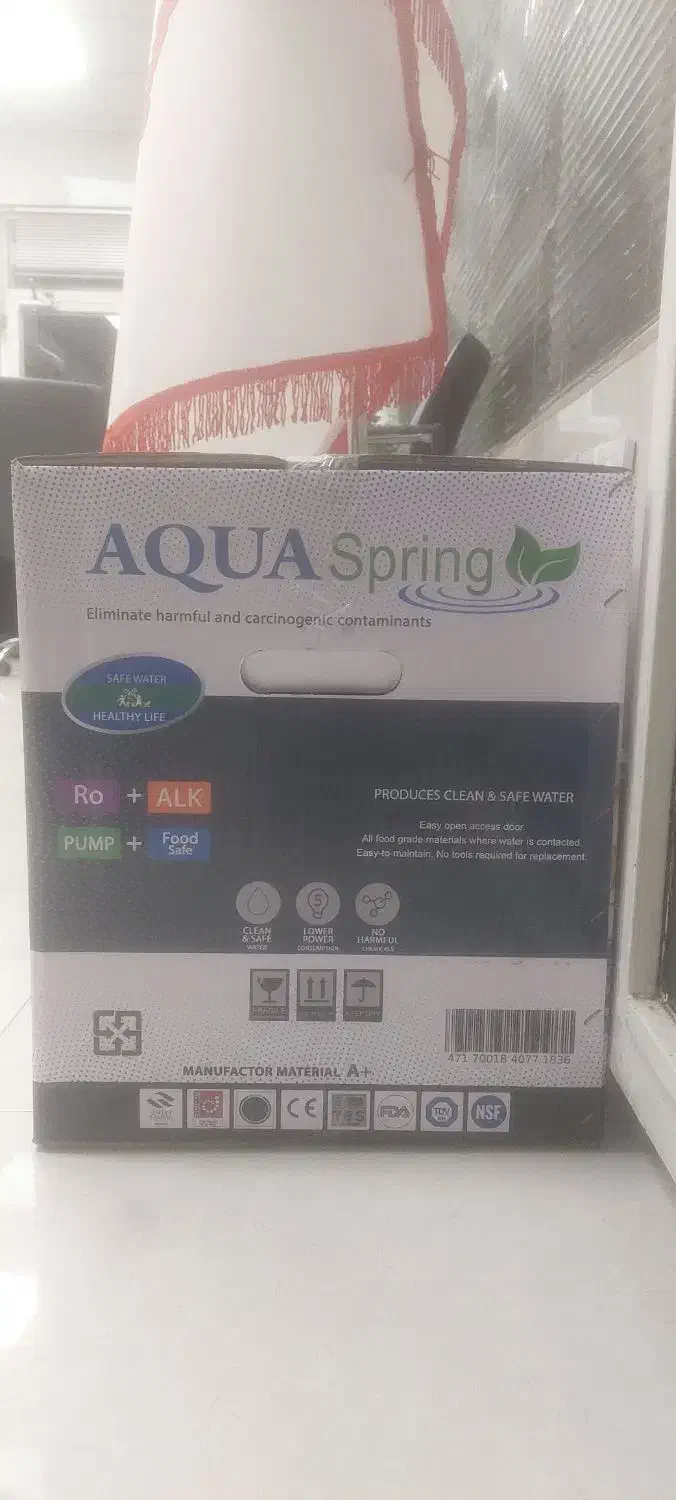 AQUA Spring
Eliminate harmful and carcinogenic contaminants
SAFE WATER
HEALTHY LIFE
Ro + ALK
PUMP + Food Safe
PRODUCES CLEAN & SAFE WATER
Easy open access door.
All food grade materials where water is contacted.
Easy-to-maintain. No tools required for replacement.
CLEAN & SAFE WATER
LOWER POWER CONSUMPTION
NO HARMFUL CHEMICALS
FRAGILE
471 70018 4077 1836
MANUFACTOR MATERIAL A+
CE
FDA
TUV
NSF